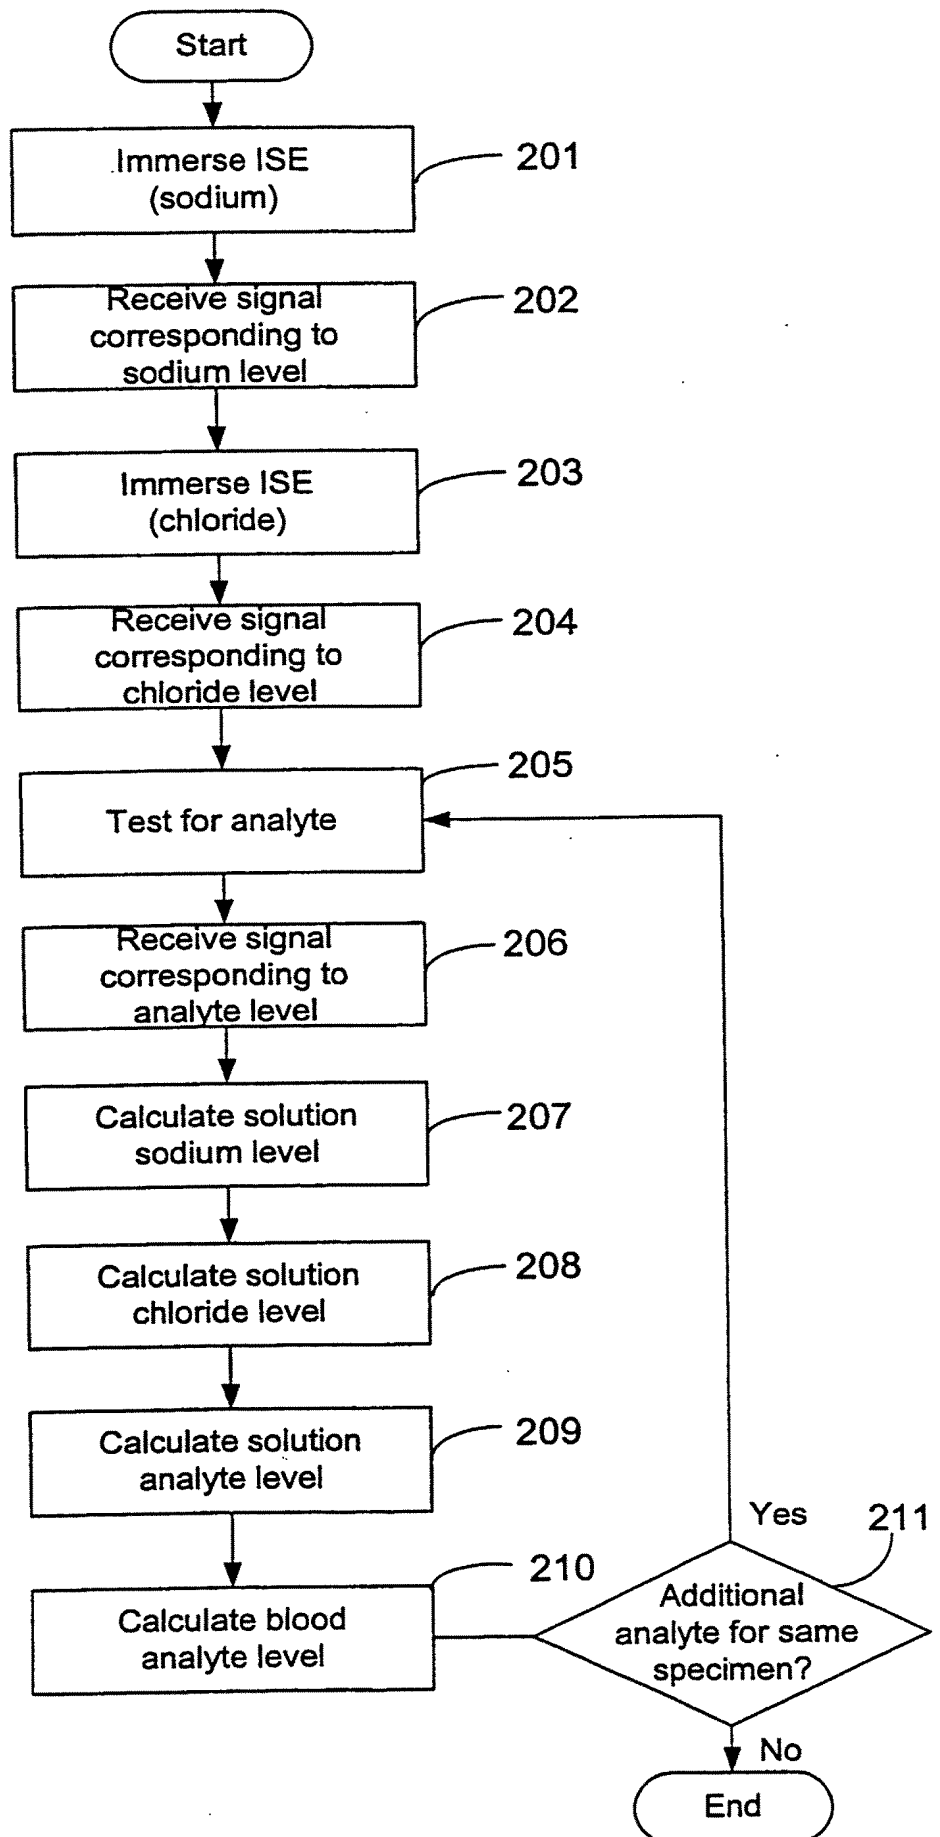 Start
Immerse ISE
(sodium)
201
Receive signal
corresponding to
sodium level
202
Immerse ISE
(chloride)
203
Receive signal
corresponding to
chloride level
204
Test for analyte
205
Receive signal
corresponding to
analyte level
206
Calculate solution
sodium level
207
Calculate solution
chloride level
208
Calculate solution
analyte level
209
Calculate blood
analyte level
210
Yes
211
Additional
analyte for same
specimen?
No
End